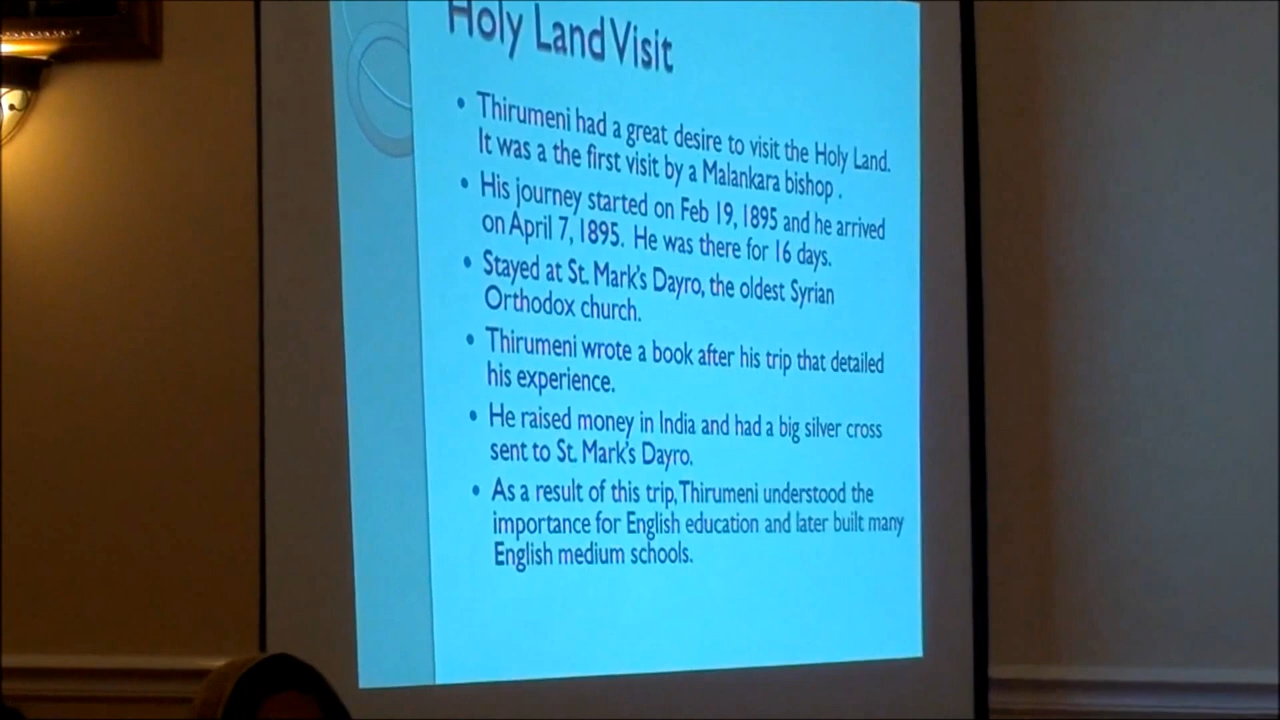 Holy Land Visit
• Thirumeni had a great desire to visit the Holy Land.
It was a the first visit by a Malankara bishop .
• His journey started on Feb 19, 1895 and he arrived
on April 7, 1895. He was there for 16 days.
• Stayed at St. Mark's Dayro, the oldest Syrian
Orthodox church.
• Thirumeni wrote a book after his trip that detailed
his experience.
• He raised money in India and had a big silver cross
sent to St. Mark's Dayro.
• As a result of this trip, Thirumeni understood the
importance for English education and later built many
English medium schools.